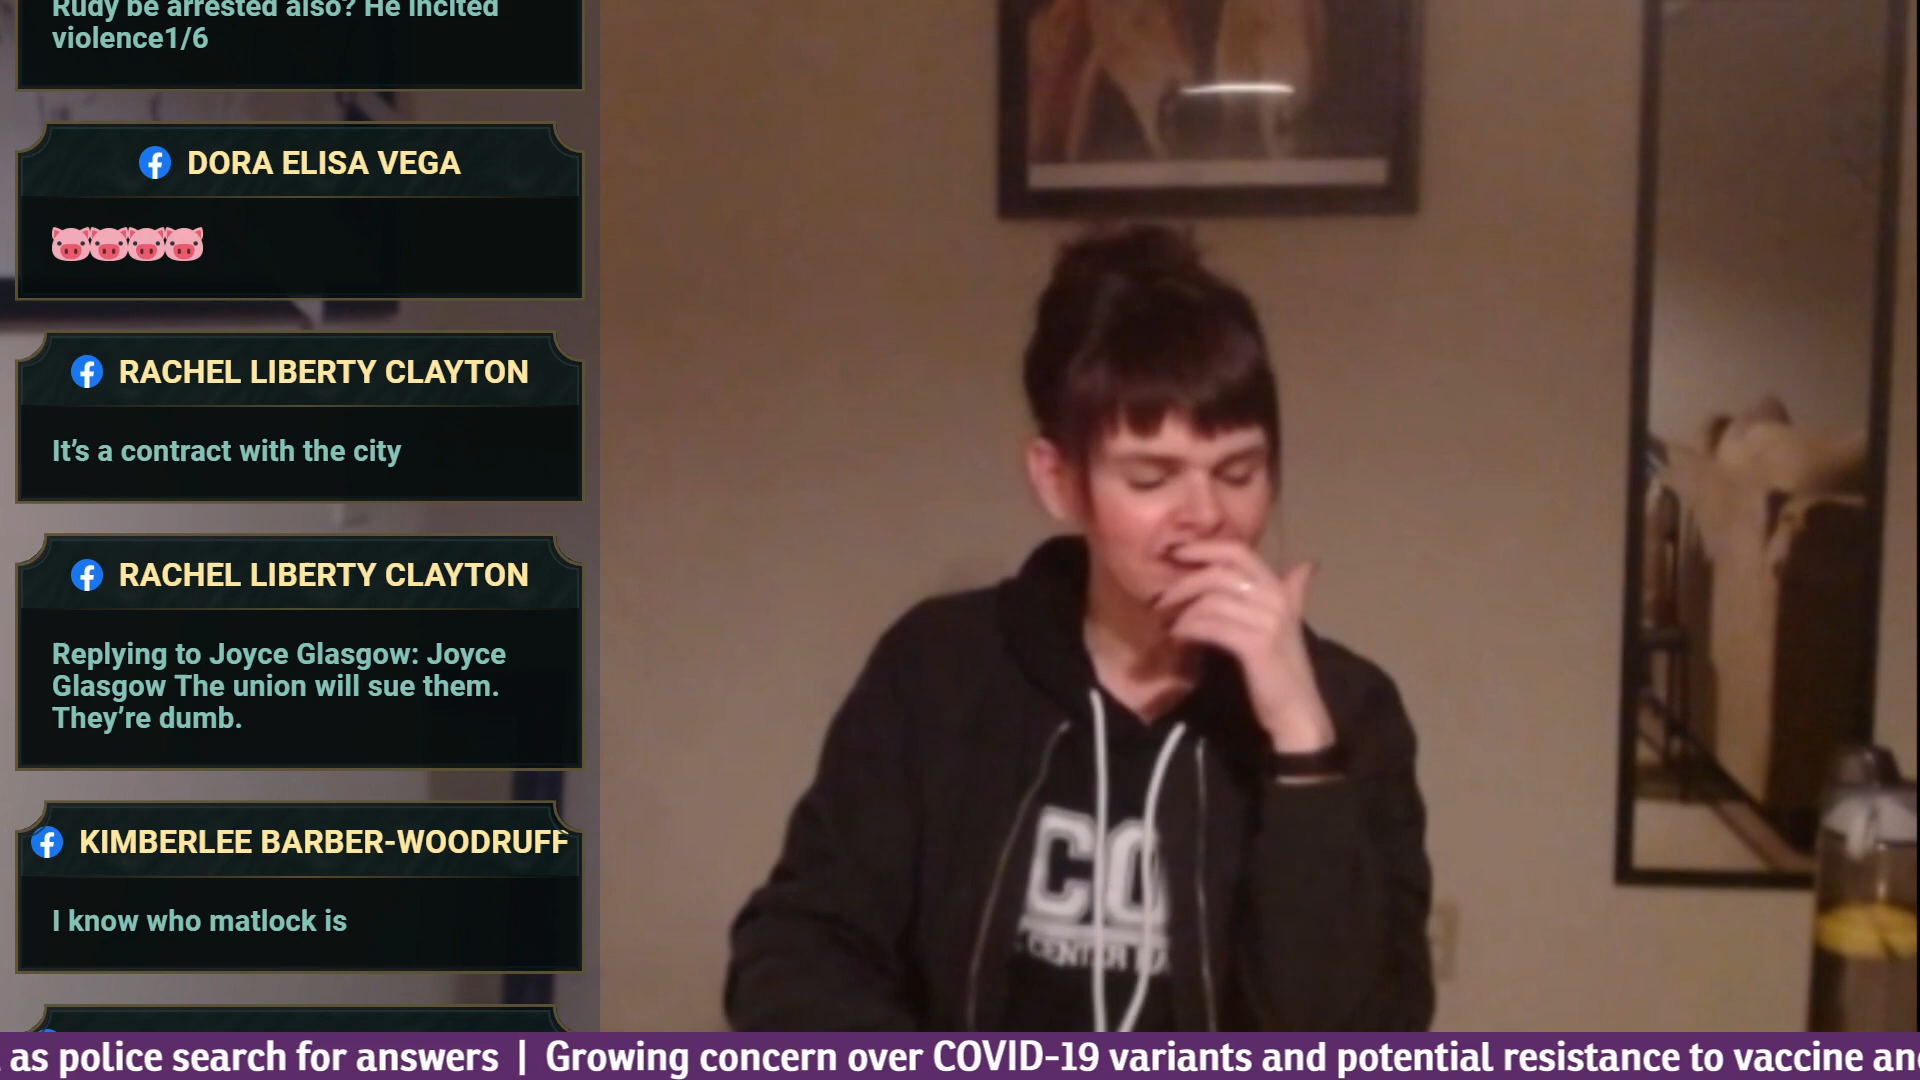 Rudy be arrested also? He incited
violence1/6
DORA ELISA VEGA
RACHEL LIBERTY CLAYTON
It’s a contract with the city
RACHEL LIBERTY CLAYTON
Replying to Joyce Glasgow: Joyce
Glasgow The union will sue them.
They’re dumb.
KIMBERLEE BARBER-WOODRUFF
I know who matlock is
CO
as police search for answers | Growing concern over COVID-19 variants and potential resistance to vaccine an